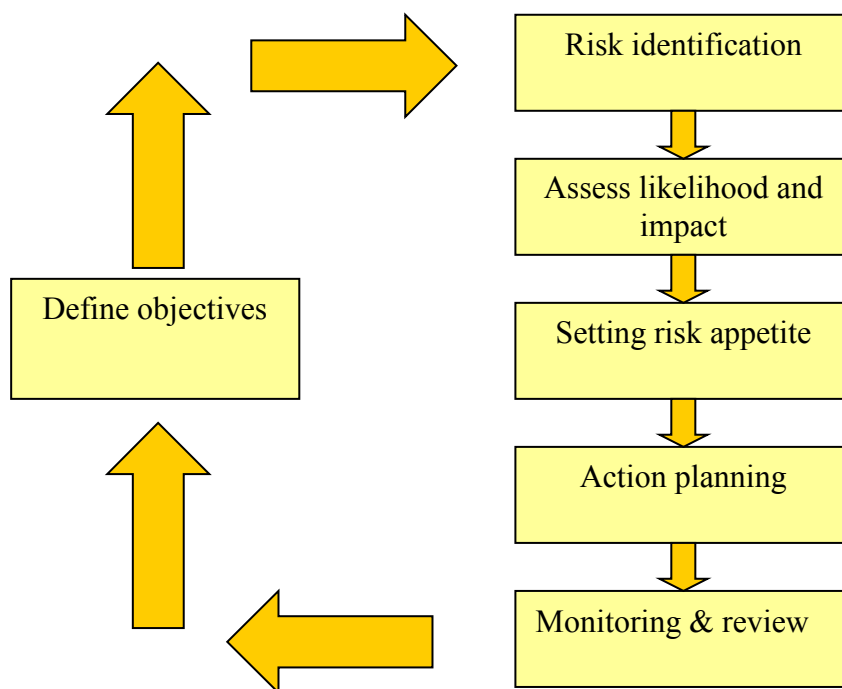 Risk identification
Assess likelihood and
impact
Define objectives
Setting risk appetite
Action planning
Monitoring & review